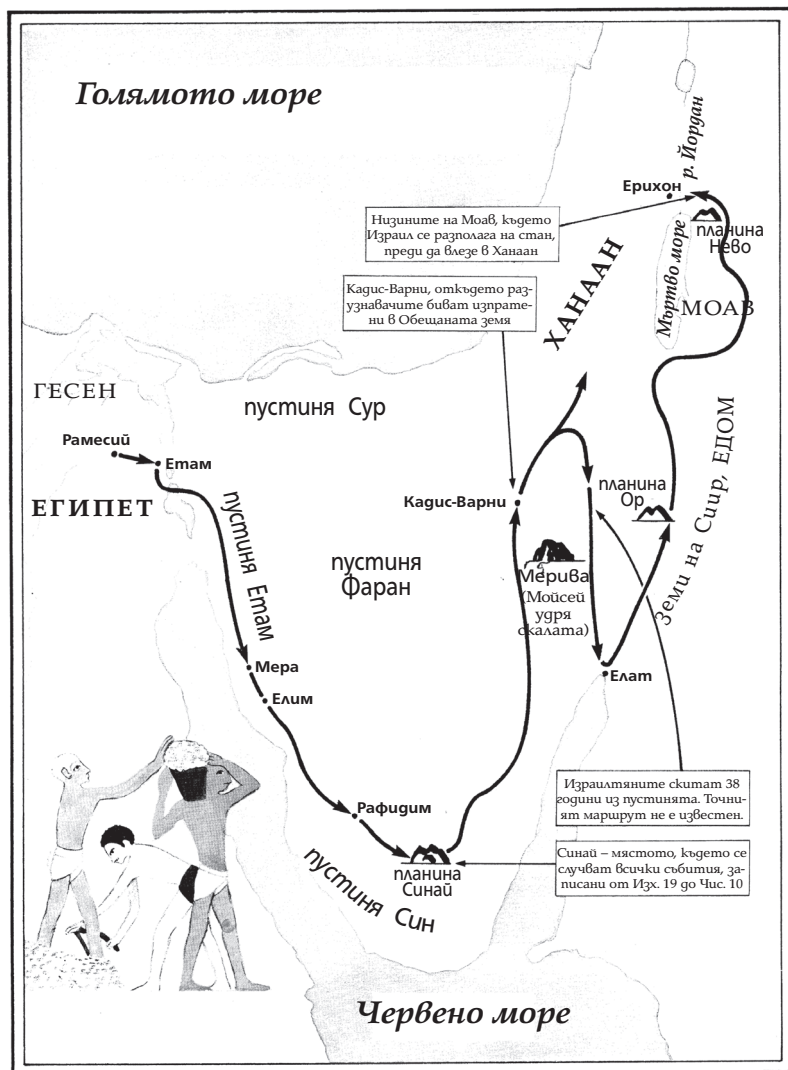 Голямото море
р. Йордан
Ерихон
Низините на Моав, където
Израил се разполага на стан,
преди да влезе в Ханаан
планина
Нево
Мъртво море
МОАВ
ХАНААН
Кадис-Варни, откъдето раз-
узнавачите биват изпрате-
ни в Обещаната земя
ГЕСЕН
пустиня Сур
Рамесий
Етам
ЕГИПЕТ
пустиня Етам
Кадис-Варни
планина
Ор
Земи на Сиир, ЕДОМ
пустиня
Фаран
Мерива
(Мойсей
удря
скалата)
Мера
Елим
Елат
Рафидим
Израилтяните скитат 38
години из пустинята. Точни-
ят маршрут не е известен.
планина
Синай
Синай – мястото, където се
случват всички събития, за-
писани от Изх. 19 до Чис. 10
пустиня Син
Червено море